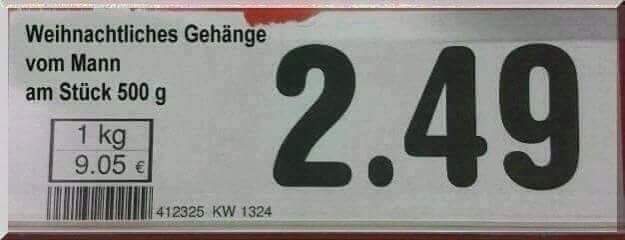 Weihnachtliches Gehänge
vom Mann
am Stück 500 g
2.49
1 kg
9.05 €
412325 KW 1324